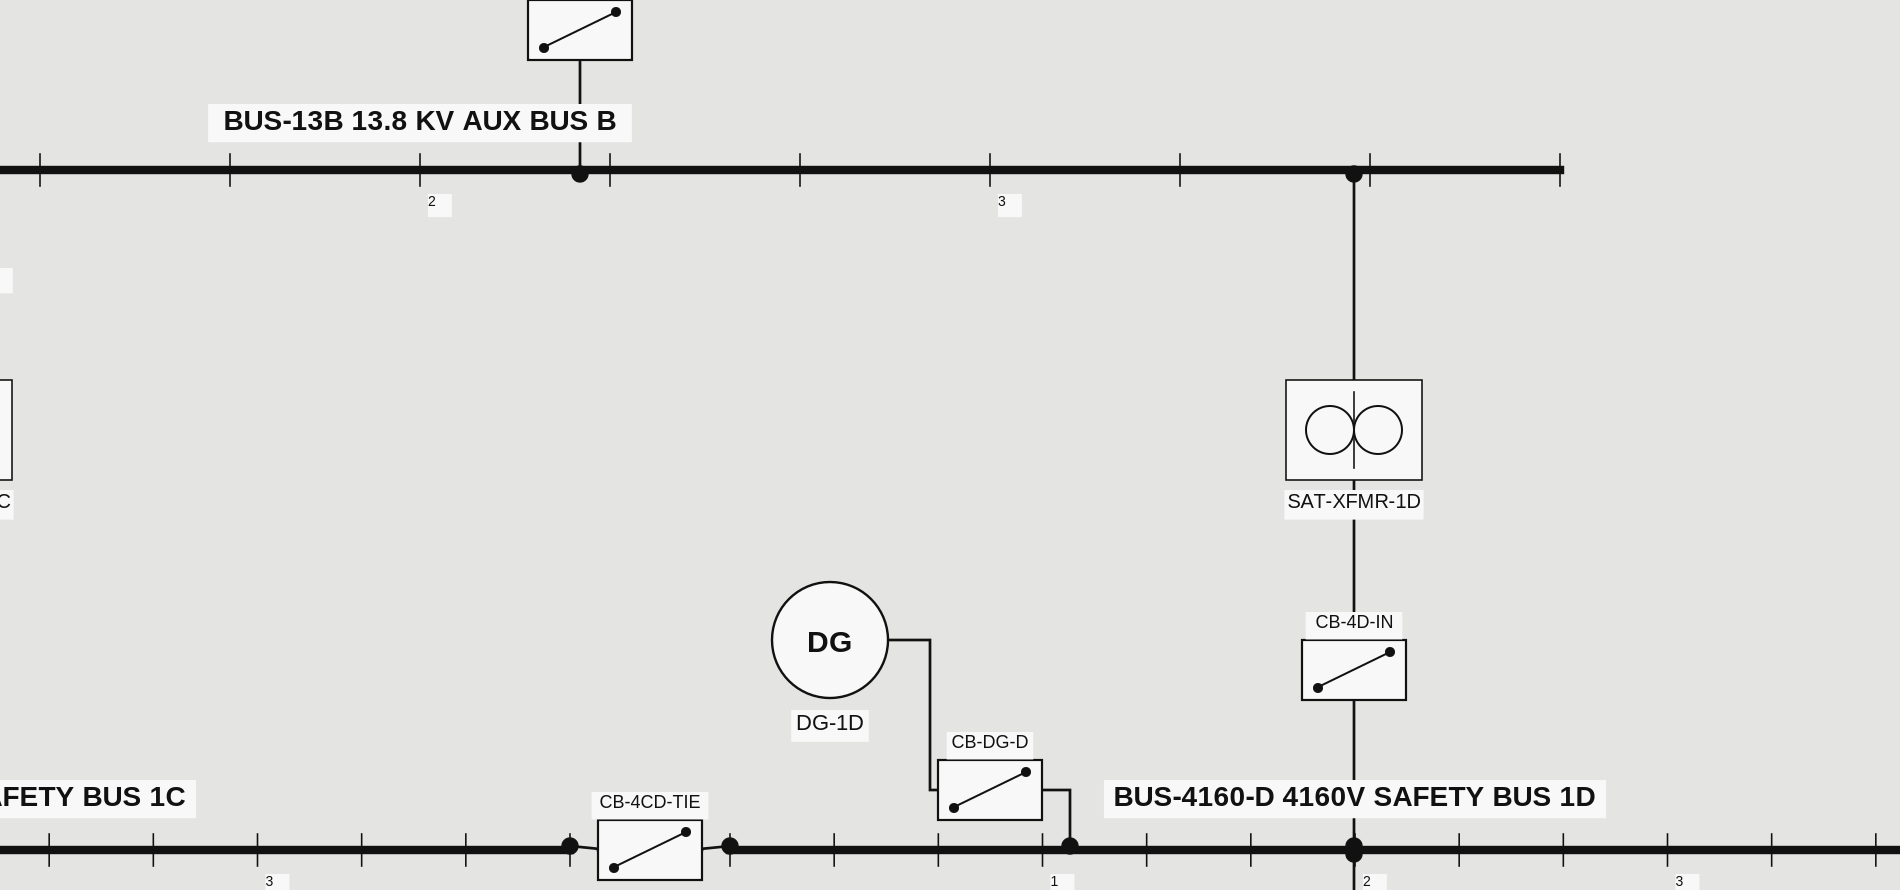 BUS-13B 13.8 KV AUX BUS B
2
3
C
SAT-XFMR-1D
CB-4D-IN
DG
DG-1D
CB-DG-D
AFETY BUS 1C
CB-4CD-TIE
BUS-4160-D 4160V SAFETY BUS 1D
3
1
2
3